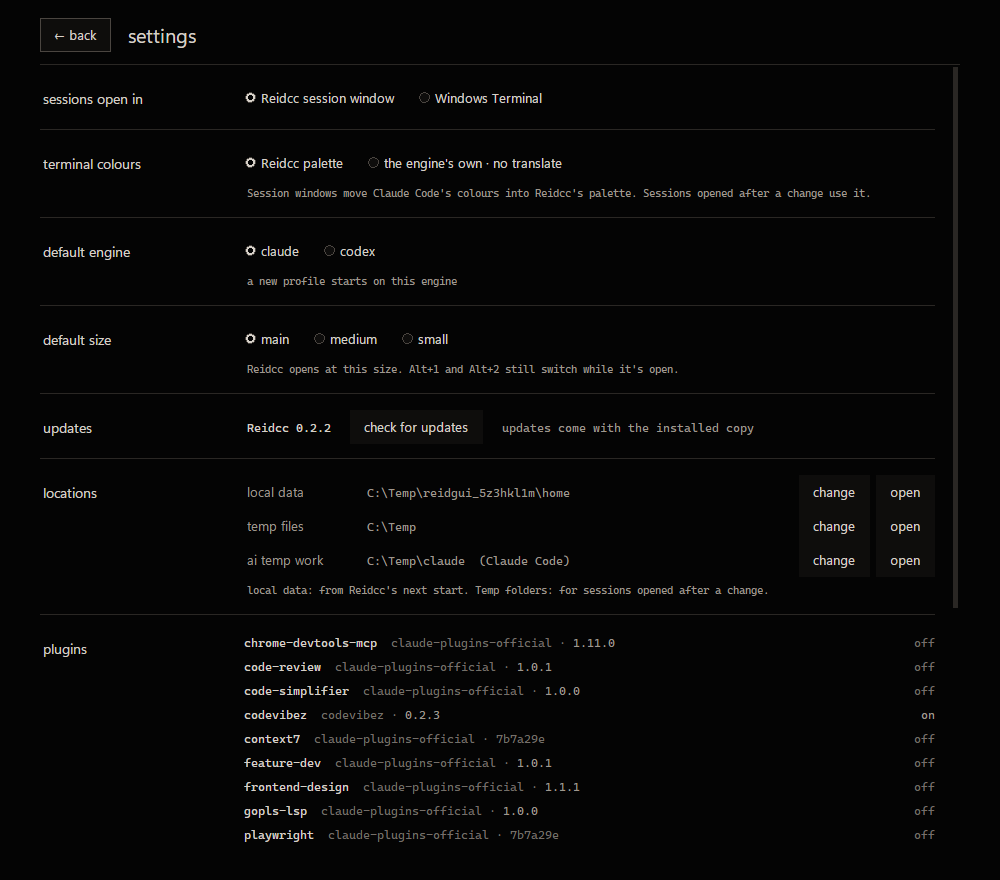 ← back
settings
sessions open in
Reidcc session window
Windows Terminal
terminal colours
Reidcc palette
the engine's own · no translate
Session windows move Claude Code's colours into Reidcc's palette. Sessions opened after a change use it.
default engine
claude
codex
a new profile starts on this engine
default size
main
medium
small
Reidcc opens at this size. Alt+1 and Alt+2 still switch while it's open.
updates
Reidcc 0.2.2
check for updates
updates come with the installed copy
locations
local data C:\Temp\reidgui_5z3hkl1m\home change open
temp files C:\Temp change open
ai temp work C:\Temp\claude (Claude Code) change open
local data: from Reidcc's next start. Temp folders: for sessions opened after a change.
plugins
chrome-devtools-mcp claude-plugins-official · 1.11.0 off
code-review claude-plugins-official · 1.0.1 off
code-simplifier claude-plugins-official · 1.0.0 off
codevibez codevibez · 0.2.3 on
context7 claude-plugins-official · 7b7a29e off
feature-dev claude-plugins-official · 1.0.1 off
frontend-design claude-plugins-official · 1.1.1 off
gopls-lsp claude-plugins-official · 1.0.0 off
playwright claude-plugins-official · 7b7a29e off